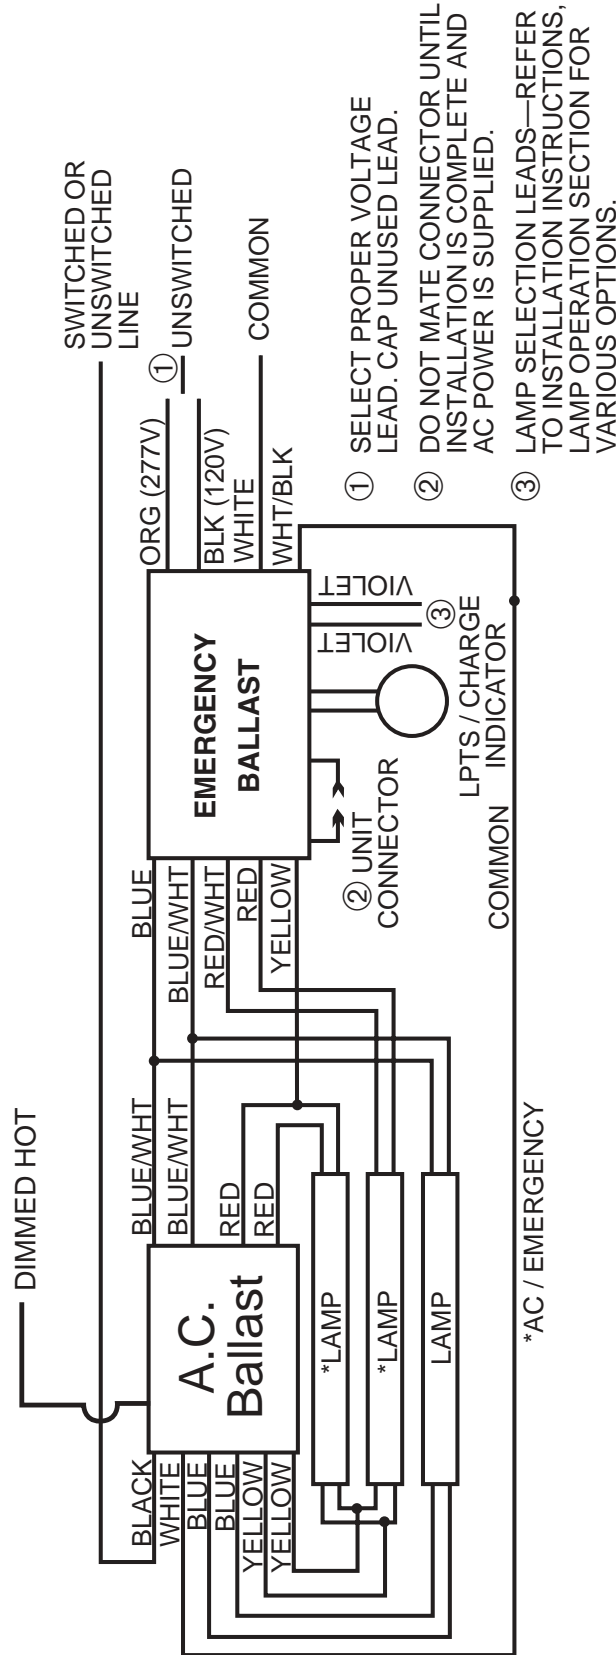 DIMMED HOT
SWITCHED OR
UNSWITCHED
LINE
① UNSWITCHED
COMMON
BLACK
WHITE
BLUE
BLUE
YELLOW
YELLOW
A.C.
Ballast
BLUE/WHT
BLUE/WHT
RED
RED
BLUE
BLUE/WHT
RED/WHT
RED
YELLOW
EMERGENCY
BALLAST
ORG (277V)
BLK (120V)
WHITE
WHT/BLK
VIOLET
VIOLET
③
② UNIT
CONNECTOR
LPTS / CHARGE
INDICATOR
*LAMP
*LAMP
LAMP
COMMON
*AC / EMERGENCY
① SELECT PROPER VOLTAGE
LEAD. CAP UNUSED LEAD.
② DO NOT MATE CONNECTOR UNTIL
INSTALLATION IS COMPLETE AND
AC POWER IS SUPPLIED.
③ LAMP SELECTION LEADS—REFER
TO INSTALLATION INSTRUCTIONS,
LAMP OPERATION SECTION FOR
VARIOUS OPTIONS.